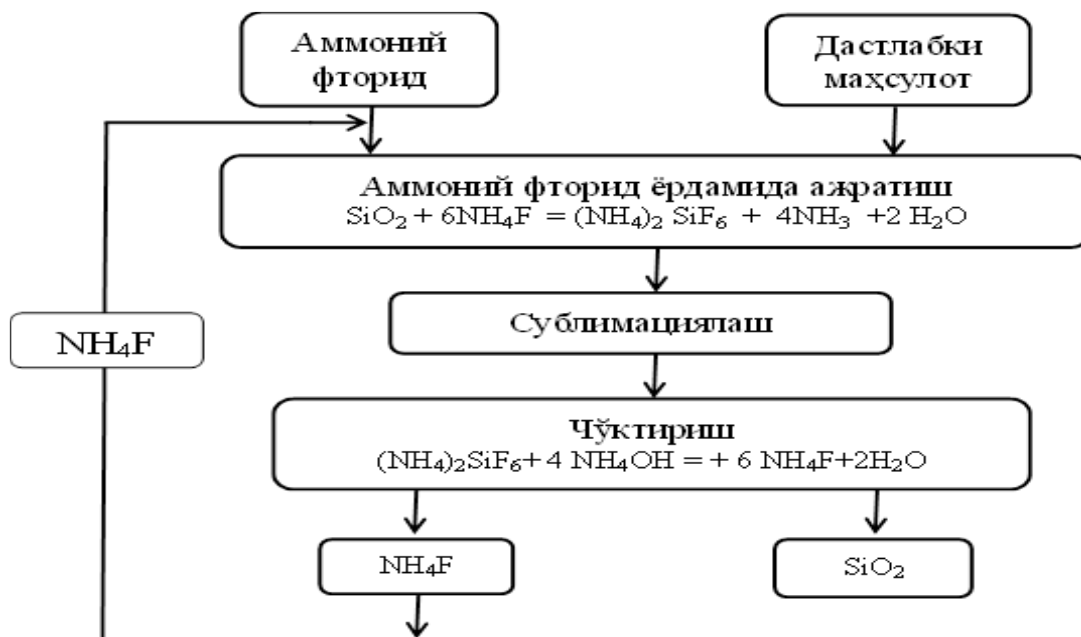 Аммоний
фторид
Дастлабки
маҳсулот
Аммоний фторид ёрдамида ажратиш
SiO₂ + 6NH₄F = (NH₄)₂ SiF₆ + 4NH₃ +2 H₂O
NH₄F
Сублимациялаш
Чўктириш
(NH₄)₂SiF₆+ 4 NH₄OH = + 6 NH₄F+2H₂O
NH₄F
SiO₂